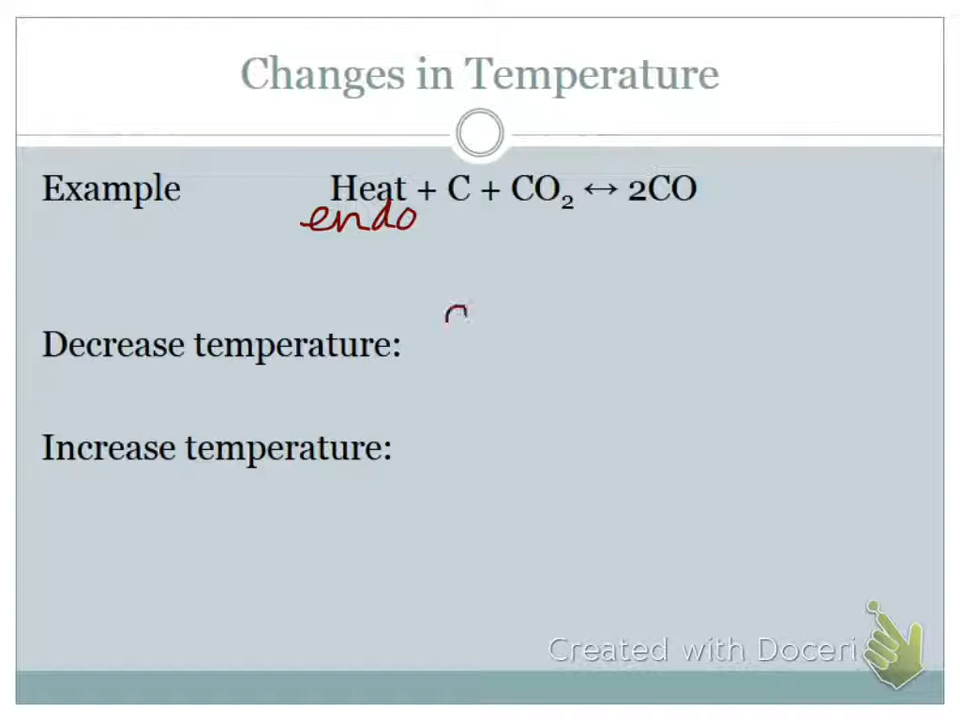 Changes in Temperature
Example Heat + C + CO₂ ↔ 2CO
endo
Decrease temperature:
Increase temperature:
Created with Doceri